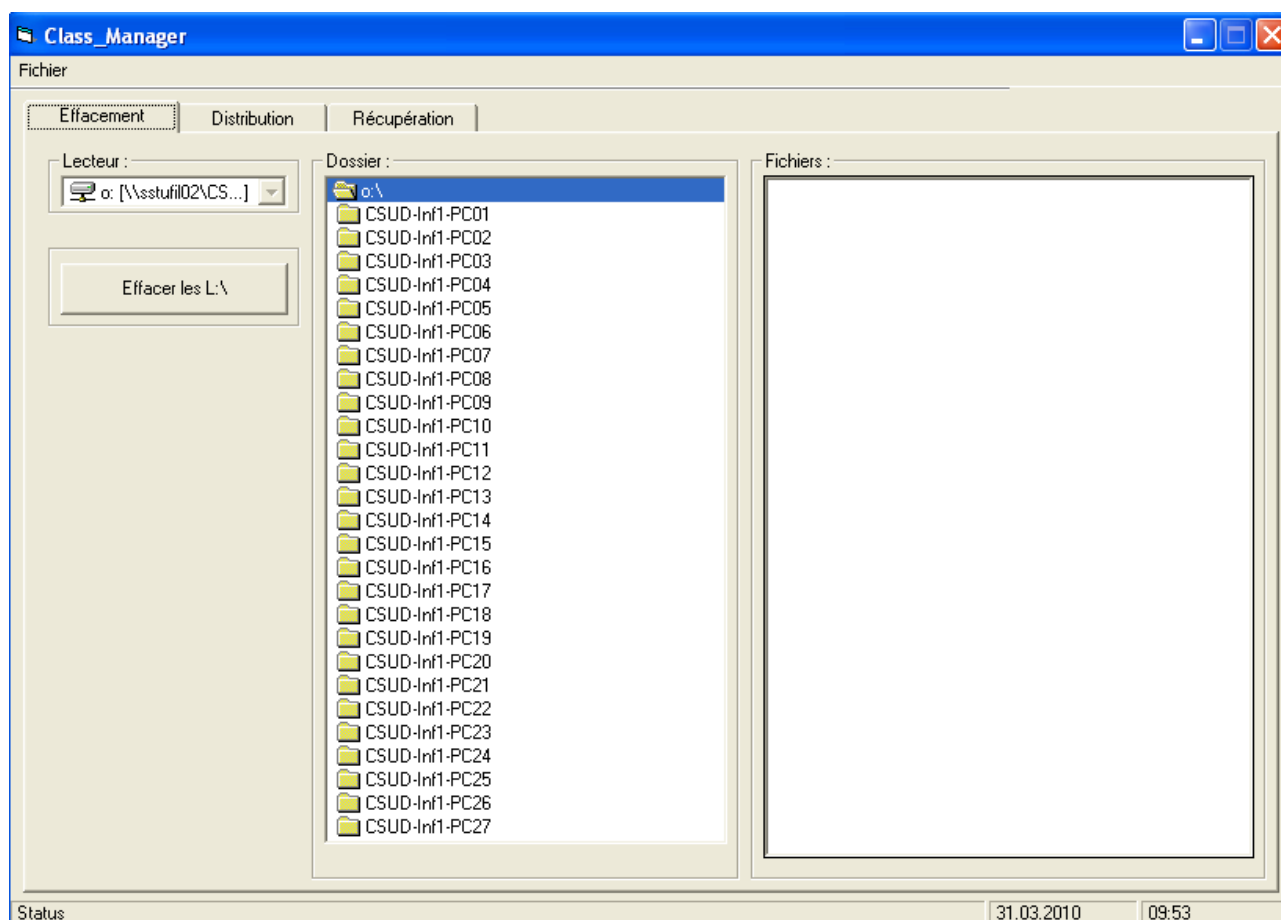 Class_Manager
Fichier
Effacement
Distribution
Récupération
Lecteur :
o: [\\sstufil02\CS...]
Effacer les L:\
Dossier :
o:\
CSUD-Inf1-PC01
CSUD-Inf1-PC02
CSUD-Inf1-PC03
CSUD-Inf1-PC04
CSUD-Inf1-PC05
CSUD-Inf1-PC06
CSUD-Inf1-PC07
CSUD-Inf1-PC08
CSUD-Inf1-PC09
CSUD-Inf1-PC10
CSUD-Inf1-PC11
CSUD-Inf1-PC12
CSUD-Inf1-PC13
CSUD-Inf1-PC14
CSUD-Inf1-PC15
CSUD-Inf1-PC16
CSUD-Inf1-PC17
CSUD-Inf1-PC18
CSUD-Inf1-PC19
CSUD-Inf1-PC20
CSUD-Inf1-PC21
CSUD-Inf1-PC22
CSUD-Inf1-PC23
CSUD-Inf1-PC24
CSUD-Inf1-PC25
CSUD-Inf1-PC26
CSUD-Inf1-PC27
Fichiers :
Status
31.03.2010
09:53